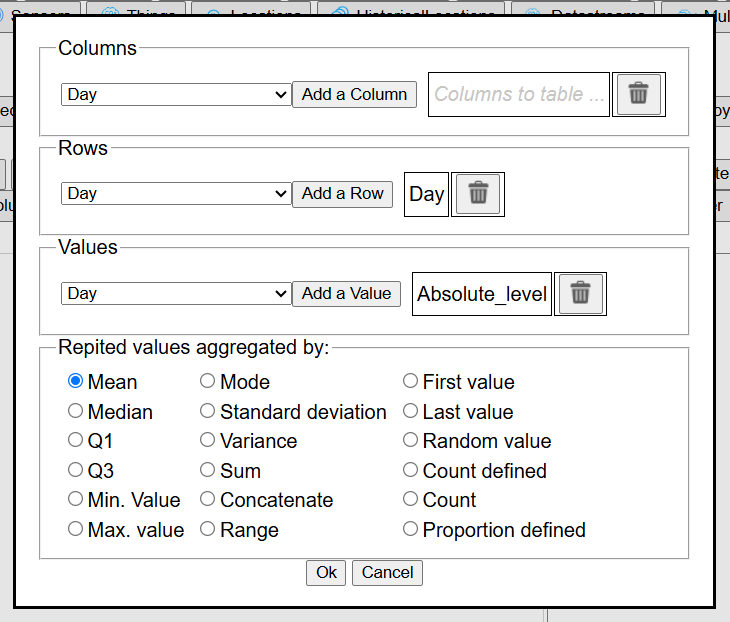 Columns
Day Add a Column Columns to table ...
Rows
Day Add a Row Day
Values
Day Add a Value Absolute_level
Repited values aggregated by:
Mean Mode First value
Median Standard deviation Last value
Q1 Variance Random value
Q3 Sum Count defined
Min. Value Concatenate Count
Max. value Range Proportion defined
Ok Cancel